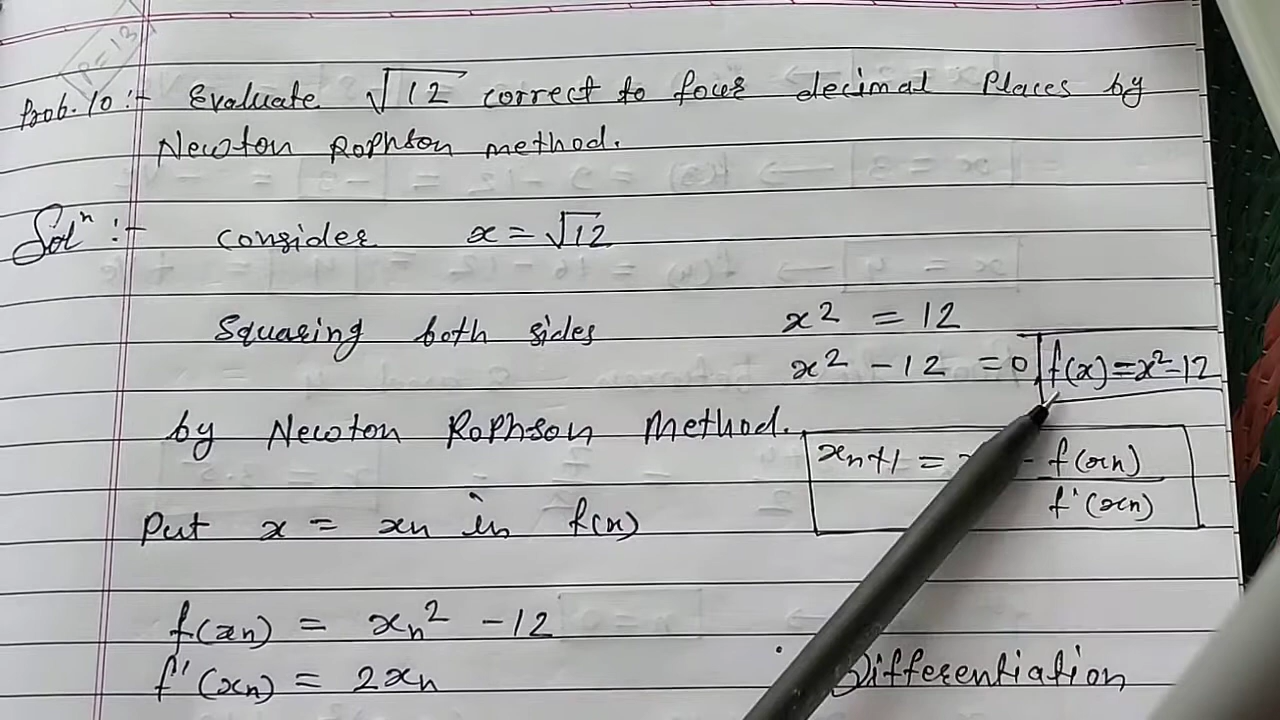 Prob. 10 :- Evaluate √12 correct to four decimal Places by
Newton Rophson method.
Solⁿ :- consider x = √12
Squaring both sides x² = 12
x² - 12 = 0 f(x) = x²-12
by Newton Rophson Method.
xn+1 = - f(xn) / f'(xn)
Put x = xn in f(x)
f(xn) = xn² - 12
f'(xn) = 2xn Differentiation